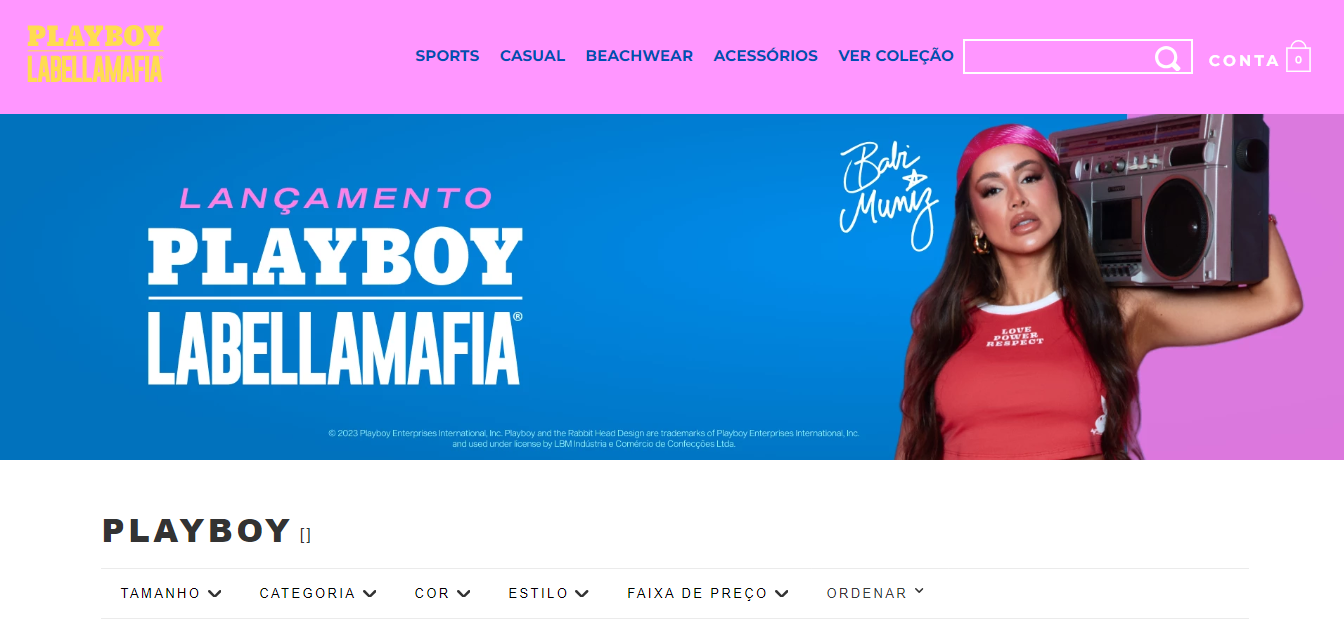 PLAYBOY
LABELLAMAFIA
SPORTS CASUAL BEACHWEAR ACESSÓRIOS VER COLEÇÃO
CONTA 0
LANÇAMENTO
PLAYBOY
LABELLAMAFIA®
Babi
Muniz
LOVE
POWER
RESPECT
© 2023 Playboy Enterprises International, Inc. Playboy and the Rabbit Head Design are trademarks of Playboy Enterprises International, Inc.
and used under license by LBM Indústria e Comércio de Confecções Ltda.
PLAYBOY []
TAMANHO CATEGORIA COR ESTILO FAIXA DE PREÇO ORDENAR